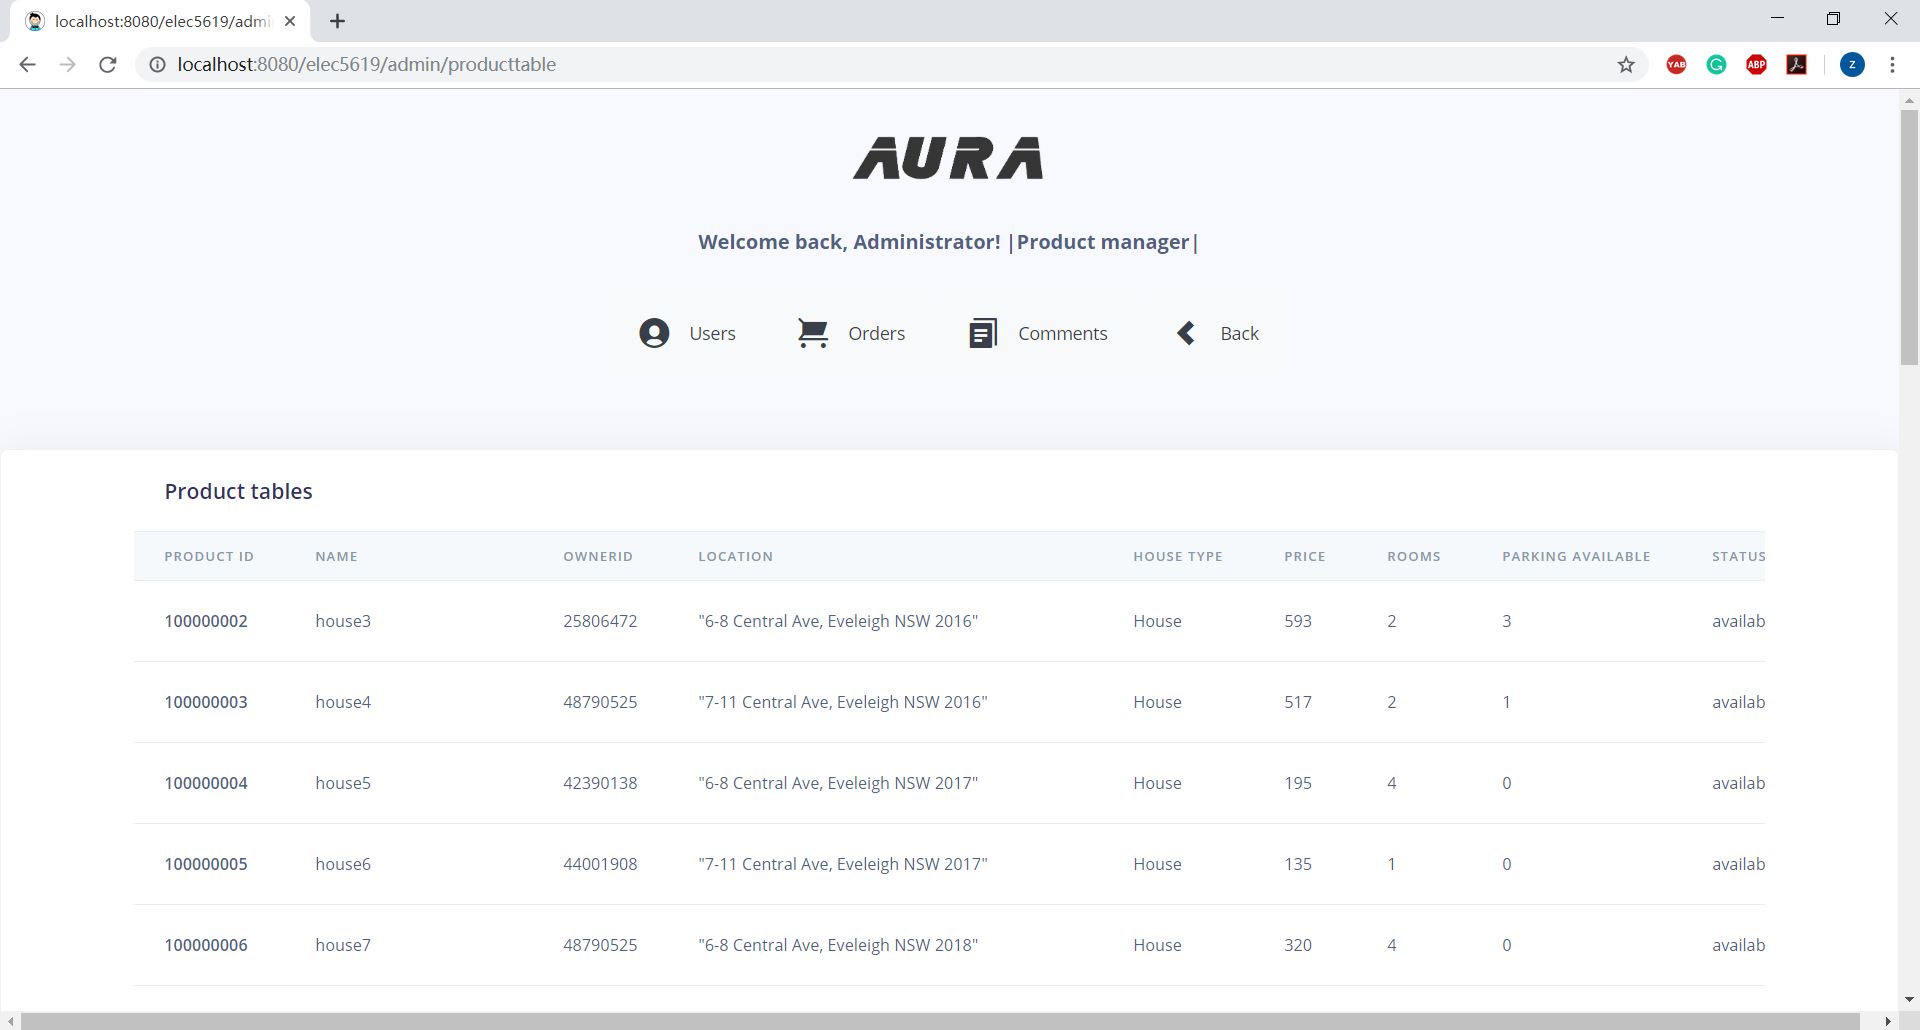 localhost:8080/elec5619/admi
localhost:8080/elec5619/admin/producttable
YAB
G
ABP
Z
AURA
Welcome back, Administrator! |Product manager|
Users Orders Comments Back
Product tables
PRODUCT ID NAME OWNERID LOCATION HOUSE TYPE PRICE ROOMS PARKING AVAILABLE STATUS
100000002 house3 25806472 "6-8 Central Ave, Eveleigh NSW 2016" House 593 2 3 availab
100000003 house4 48790525 "7-11 Central Ave, Eveleigh NSW 2016" House 517 2 1 availab
100000004 house5 42390138 "6-8 Central Ave, Eveleigh NSW 2017" House 195 4 0 availab
100000005 house6 44001908 "7-11 Central Ave, Eveleigh NSW 2017" House 135 1 0 availab
100000006 house7 48790525 "6-8 Central Ave, Eveleigh NSW 2018" House 320 4 0 availab